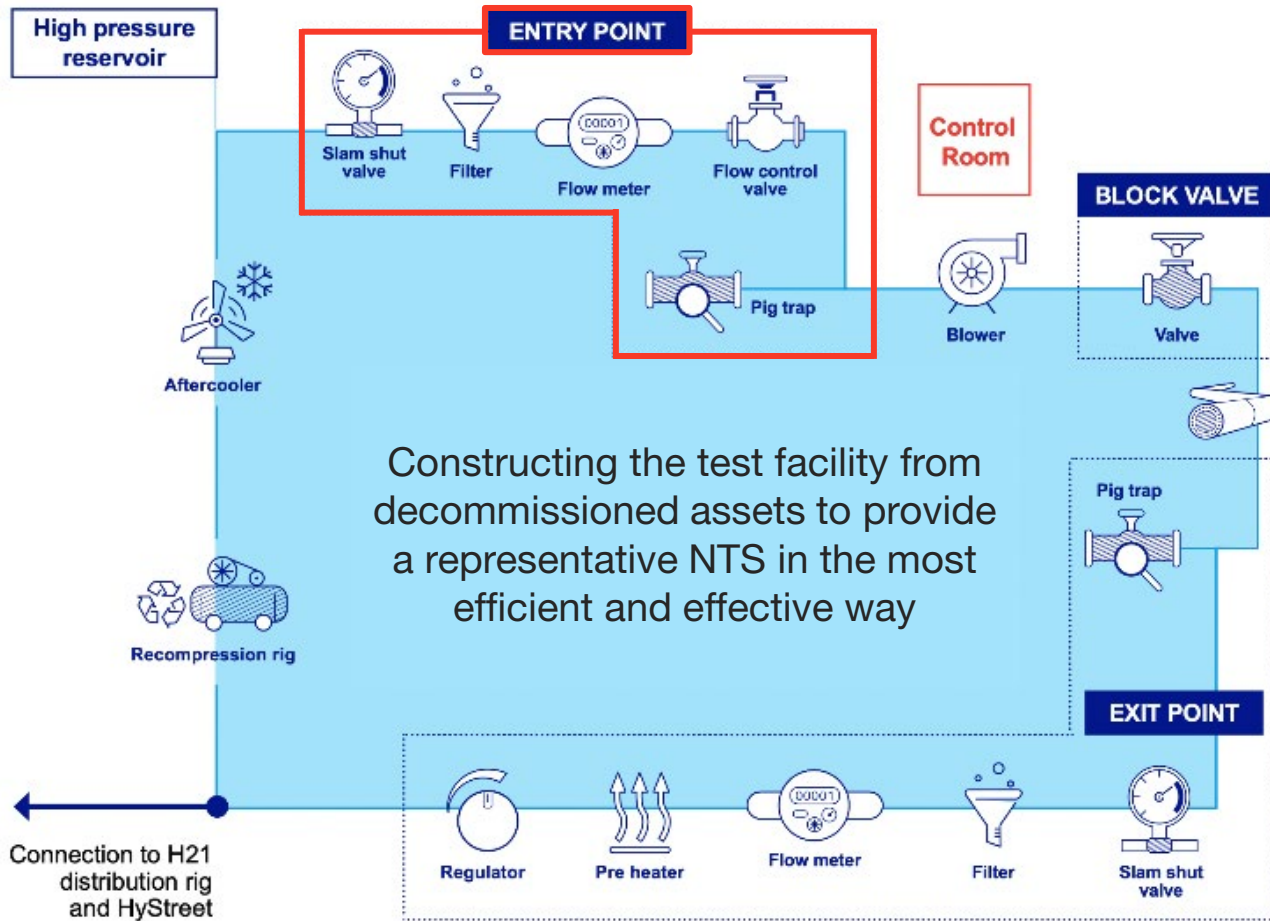 High pressure
reservoir
ENTRY POINT
Slam shut
valve
Filter
00001
Flow meter
Flow control
valve
Control
Room
BLOCK VALVE
Pig trap
Blower
Valve
Aftercooler
Constructing the test facility from
decommissioned assets to provide
a representative NTS in the most
efficient and effective way
Pig trap
Recompression rig
EXIT POINT
00001
Regulator
Pre heater
Flow meter
Filter
Slam shut
valve
Connection to H21
distribution rig
and HyStreet